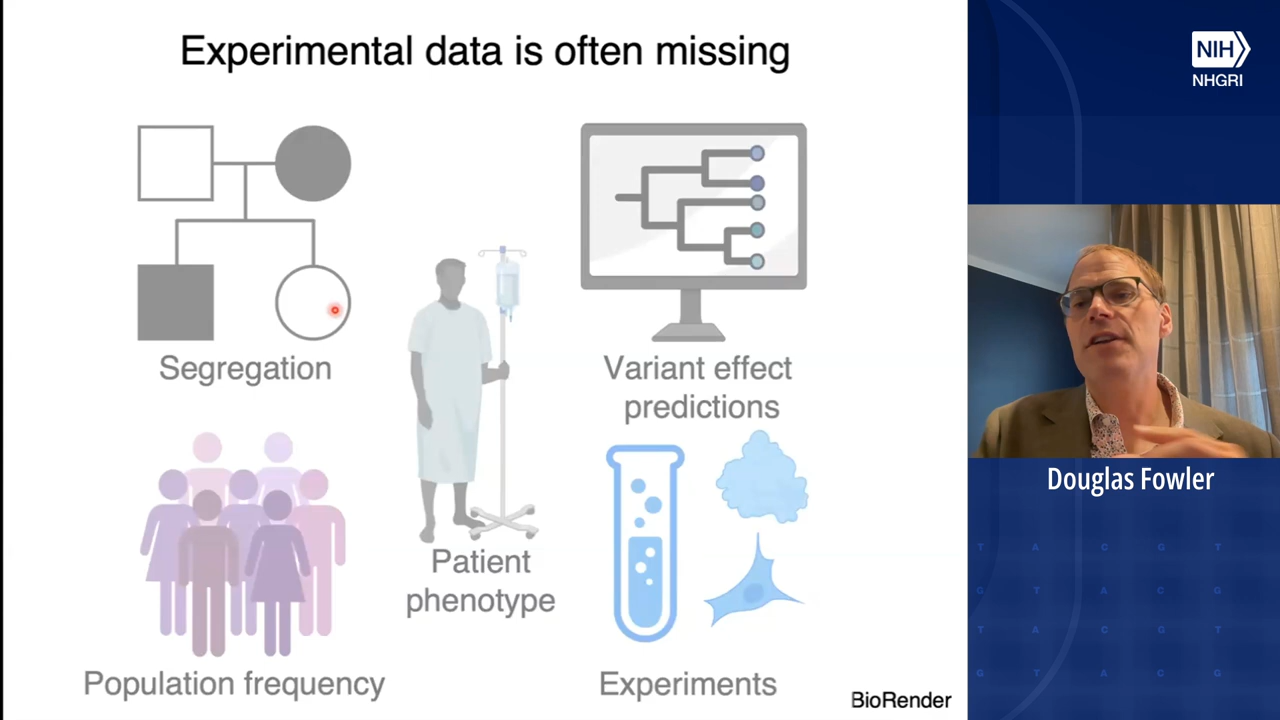 Experimental data is often missing
Segregation
Variant effect
predictions
Patient
phenotype
Population frequency
Experiments
BioRender
NIH
NHGRI
Douglas Fowler
T A C G T
G T A C G
T A C G T
G T A C G